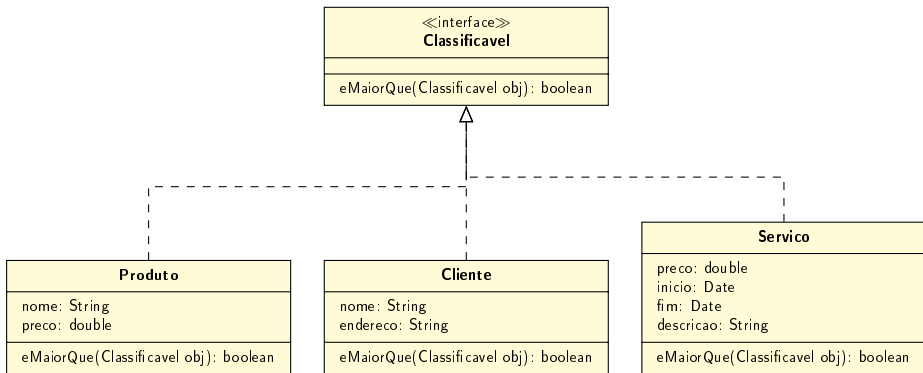 ≪interface≫
Classificavel
eMaiorQue(Classificavel obj): boolean
Produto
nome: String
preco: double
eMaiorQue(Classificavel obj): boolean
Cliente
nome: String
endereco: String
eMaiorQue(Classificavel obj): boolean
Servico
preco: double
inicio: Date
fim: Date
descricao: String
eMaiorQue(Classificavel obj): boolean